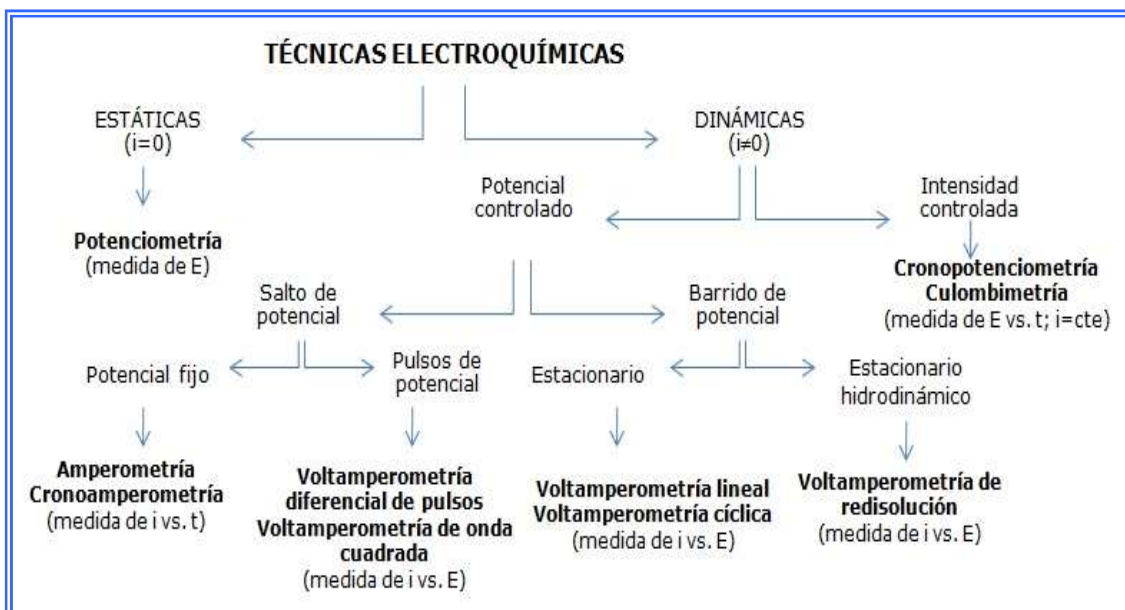 TÉCNICAS ELECTROQUÍMICAS
ESTÁTICAS
(i=0)
DINÁMICAS
(i≠0)
Potencial
controlado
Intensidad
controlada
Potenciometría
(medida de E)
Cronopotenciometría
Culombimetría
(medida de E vs. t; i=cte)
Salto de
potencial
Barrido de
potencial
Potencial fijo
Pulsos de
potencial
Estacionario
Estacionario
hidrodinámico
Amperometría
Cronoamperometría
(medida de i vs. t)
Voltamperometría
diferencial de pulsos
Voltamperometría de onda
cuadrada
(medida de i vs. E)
Voltamperometría lineal
Voltamperometría cíclica
(medida de i vs. E)
Voltamperometría de
redisolución
(medida de i vs. E)